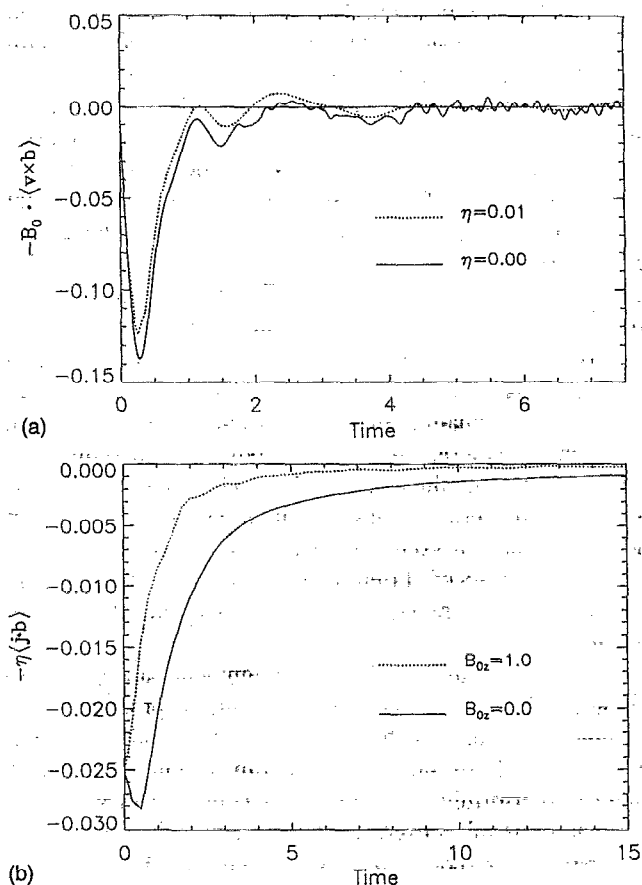 0.05
0.00
−0.05
−0.10
−0.15
−B₀ · ⟨v×b⟩
η=0.01
η=0.00
0 2 4 6
(a)
Time
0.000
−0.005
−0.010
−0.015
−0.020
−0.025
−0.030
−η⟨j·b⟩
B₀z=1.0
B₀z=0.0
0 5 10 15
(b)
Time